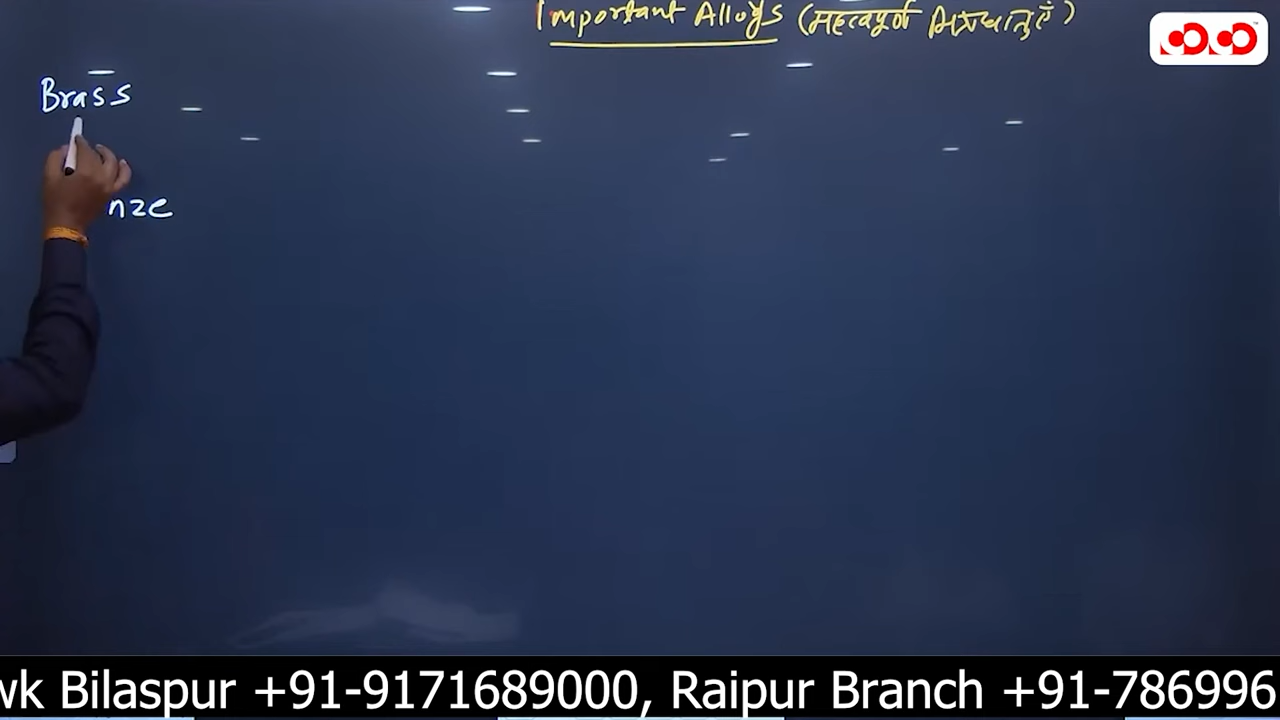 Important Alloys (महत्वपूर्ण मिश्रधातुएँ)
Brass
nze
wk Bilaspur +91-9171689000, Raipur Branch +91-786996